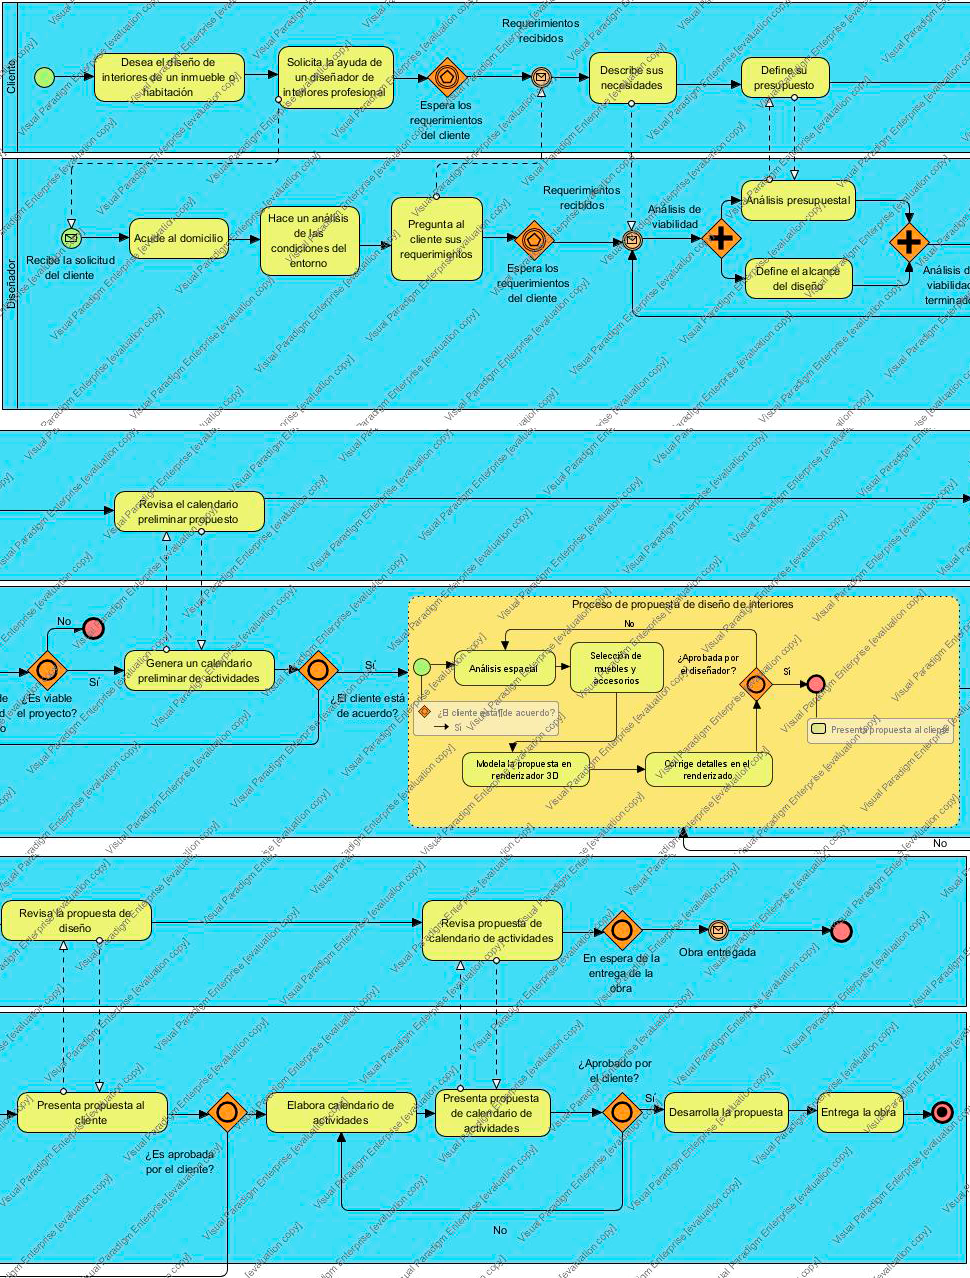 Cliente
Desea el diseño de
interiores de un inmueble o
habitación
Solicita la ayuda de
un diseñador de
interiores profesional
Espera los
requerimientos
del cliente
Requerimientos
recibidos
Describe sus
necesidades
Define su
presupuesto
Diseñador
Recibe la solicitud
del cliente
Acude al domicilio
Hace un análisis
de las
condiciones del
entorno
Pregunta al
cliente sus
requerimientos
Espera los
requerimientos
del cliente
Requerimientos
recibidos
Análisis de
viabilidad
Análisis presupuestal
Define el alcance
del diseño
Análisis d
viabilidad
terminado
Revisa el calendario
preliminar propuesto
No
¿Es viable
el proyecto?
Sí
Genera un calendario
preliminar de actividades
Sí
¿El cliente está
de acuerdo?
Proceso de propuesta de diseño de interiores
No
Análisis espacial
Selección de
muebles y
accesorios
¿Aprobada por
el diseñador?
Sí
¿El cliente está de acuerdo?
Sí
Presenta propuesta al cliente
Modela la propuesta en
renderizador 3D
Corrige detalles en el
renderizado
No
Revisa la propuesta de
diseño
Revisa propuesta de
calendario de actividades
En espera de la
entrega de la
obra
Obra entregada
Presenta propuesta al
cliente
¿Es aprobada
por el cliente?
Elabora calendario de
actividades
Presenta propuesta
de calendario de
actividades
¿Aprobado por
el cliente?
Sí
Desarrolla la propuesta
Entrega la obra
No
Visual Paradigm Enterprise [evaluation copy]